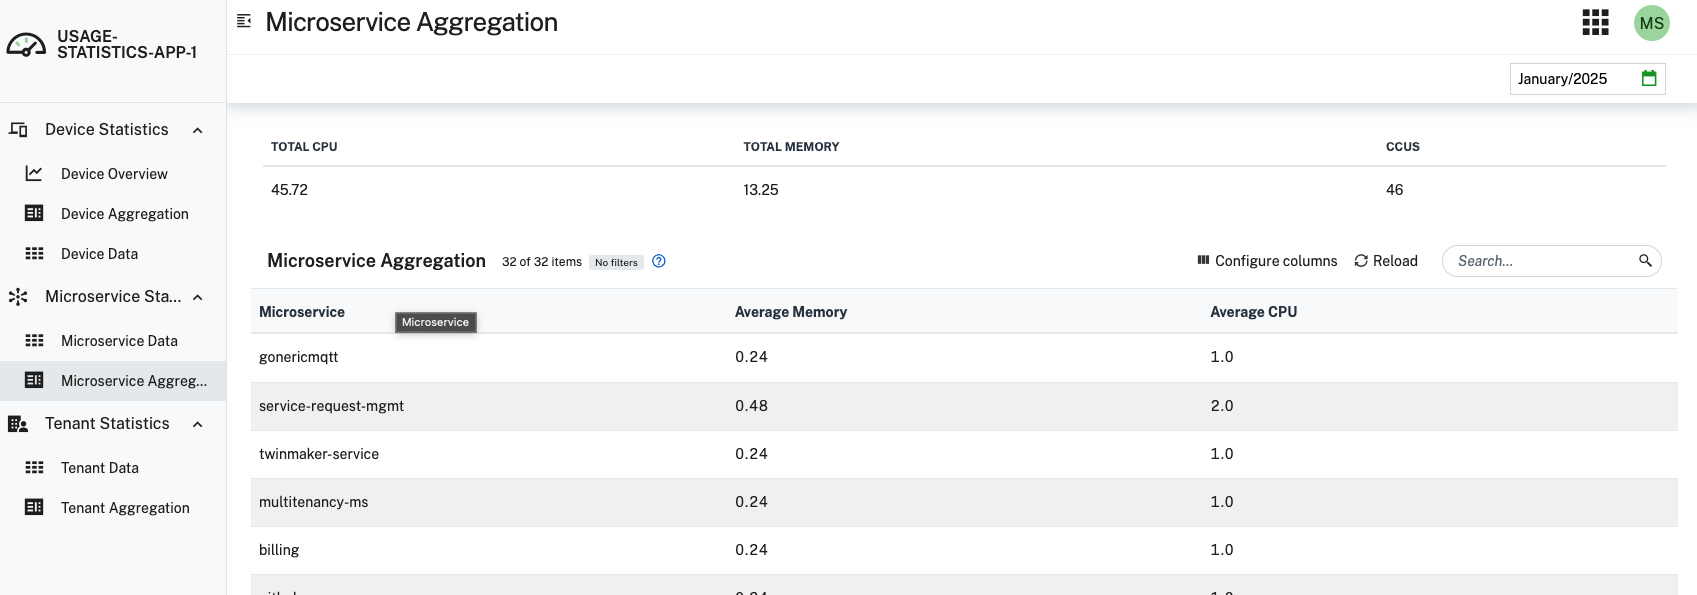 USAGE-
STATISTICS-APP-1
Device Statistics
Device Overview
Device Aggregation
Device Data
Microservice Sta...
Microservice Data
Microservice Aggreg...
Tenant Statistics
Tenant Data
Tenant Aggregation
Microservice Aggregation
MS
January/2025
TOTAL CPU TOTAL MEMORY CCUS
45.72 13.25 46
Microservice Aggregation 32 of 32 items No filters Configure columns Reload Search...
Microservice Average Memory Average CPU
Microservice
gonericmqtt 0.24 1.0
service-request-mgmt 0.48 2.0
twinmaker-service 0.24 1.0
multitenancy-ms 0.24 1.0
billing 0.24 1.0